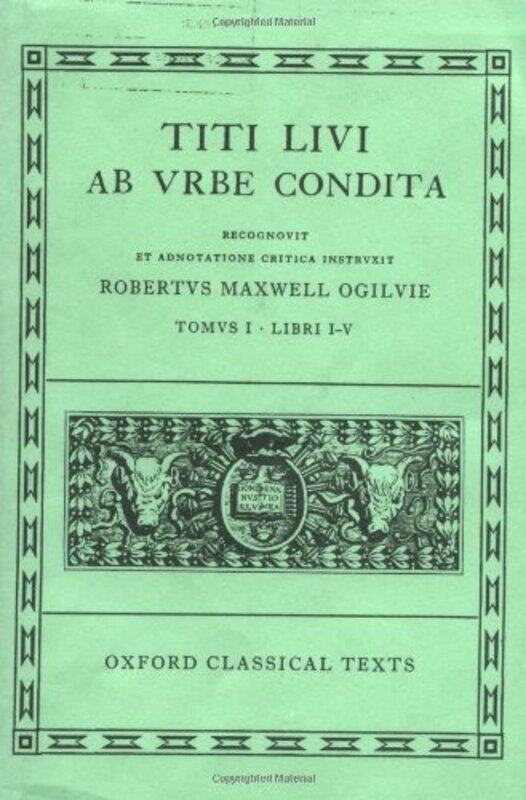 Copyrighted Material
TITI LIVI
AB VRBE CONDITA
RECOGNOVIT
ET ADNOTATIONE CRITICA INSTRVXIT
ROBERTVS MAXWELL OGILVIE
TOMVS I · LIBRI I–V
OXFORD CLASSICAL TEXTS
Copyrighted Material